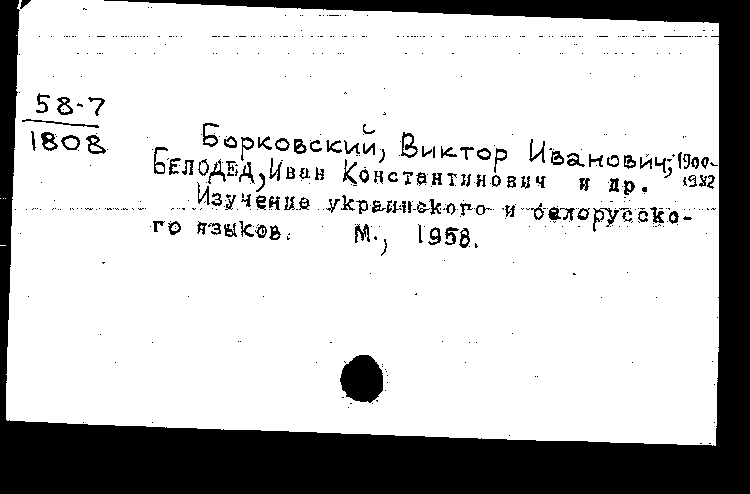 58-7
1808
Борковский, Виктор Иванович, 1900-
1982
БЕЛОДЕД, Иван Константинович и др.
Изучение украинского и белорусско-
го языков. М., 1958.